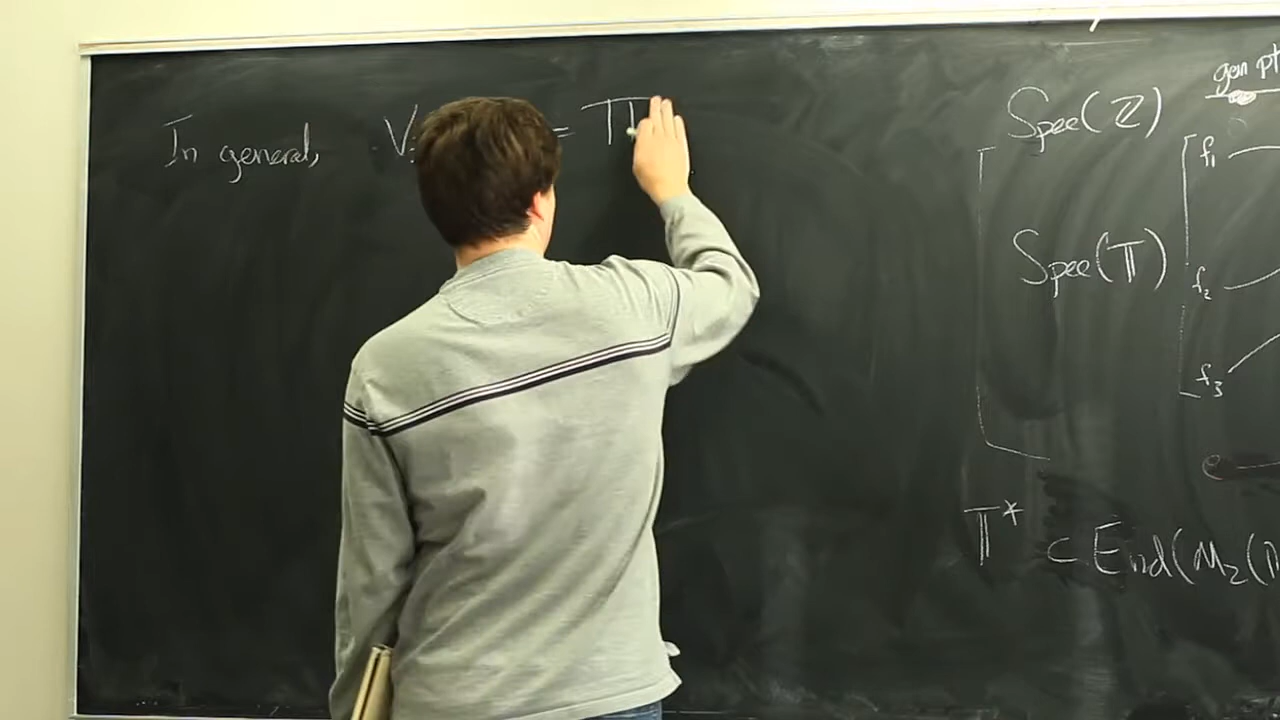 In general, V = Π
gen pt
Spec(ℤ)
f₁
Spec(𝕋)
f₂
f₃
𝕋* ⊂ End(M₂(